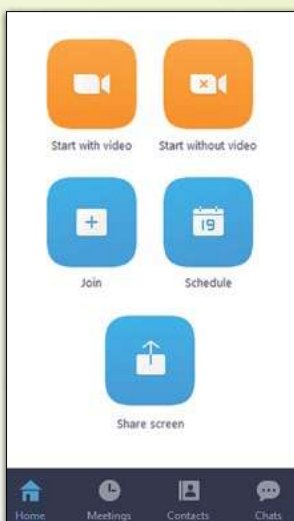 Start with video Start without video
19
Join Schedule
Share screen
Home Meetings Contacts Chats